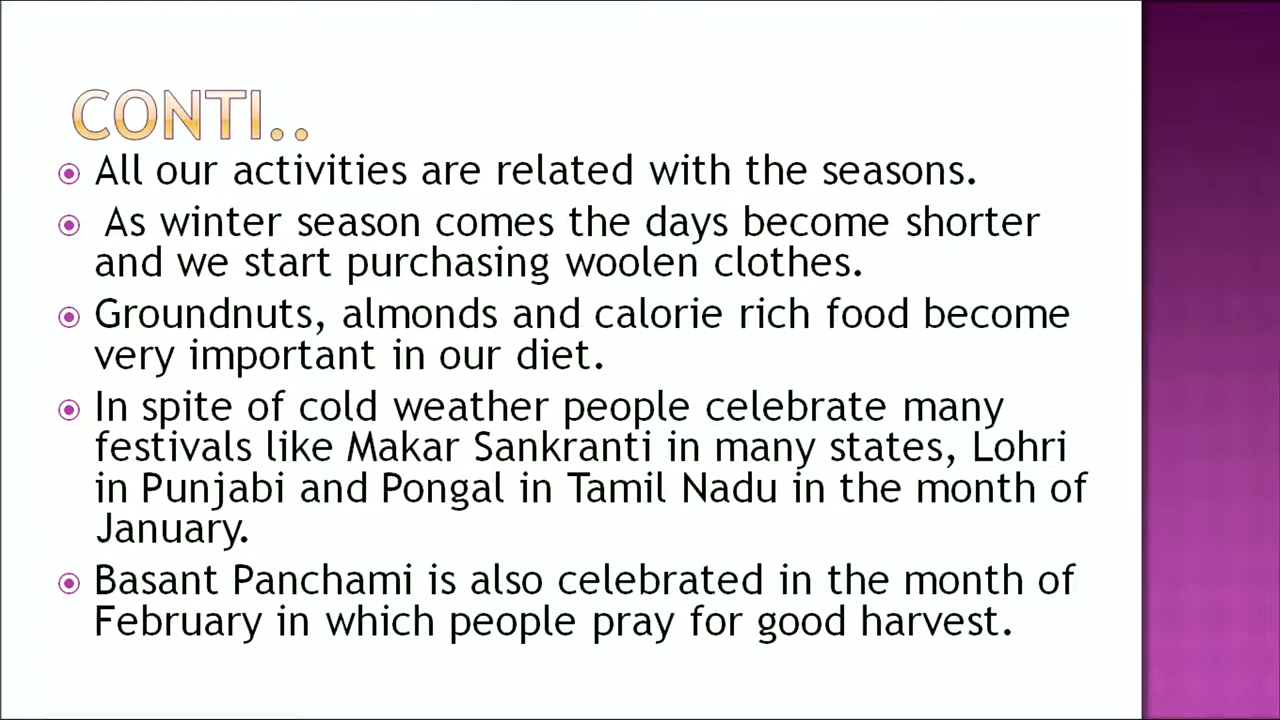 CONTI..
All our activities are related with the seasons.
As winter season comes the days become shorter
and we start purchasing woolen clothes.
Groundnuts, almonds and calorie rich food become
very important in our diet.
In spite of cold weather people celebrate many
festivals like Makar Sankranti in many states, Lohri
in Punjabi and Pongal in Tamil Nadu in the month of
January.
Basant Panchami is also celebrated in the month of
February in which people pray for good harvest.